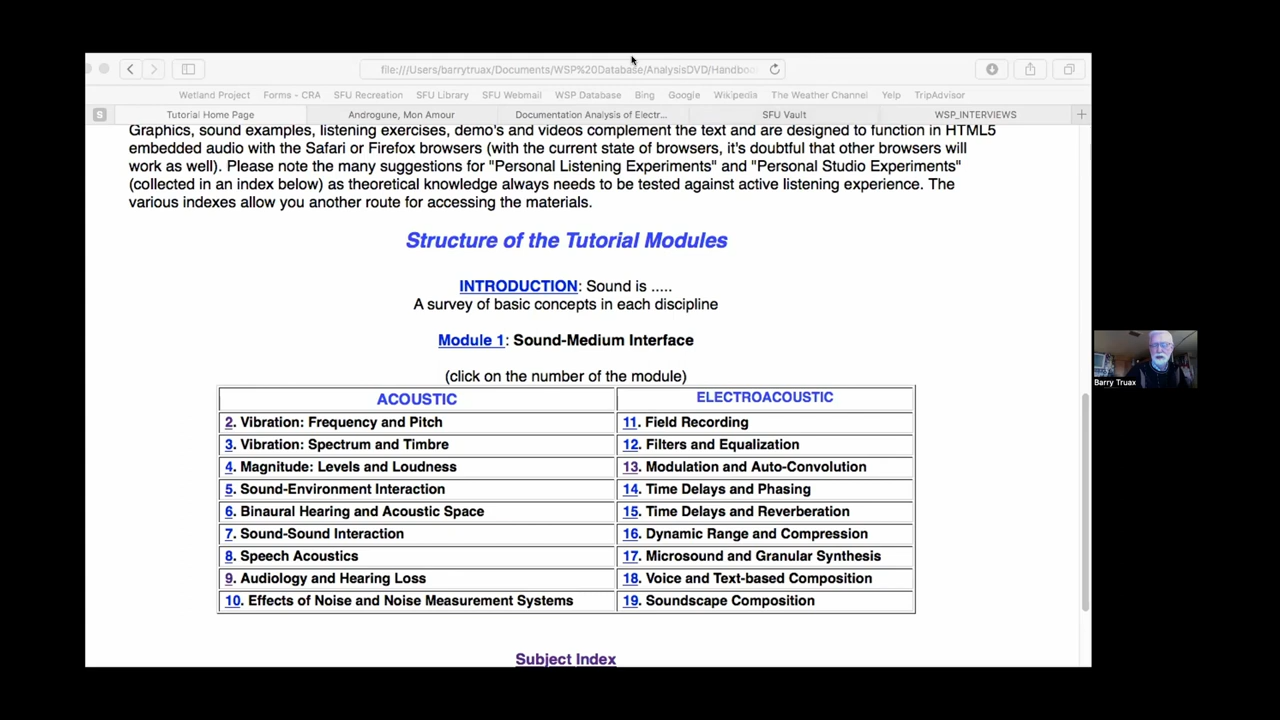 file:///Users/barrytruax/Documents/WSP%20Database/AnalysisDVD/Handboo
Wetland Project Forms - CRA SFU Recreation SFU Library SFU Webmail WSP Database Bing Google Wikipedia The Weather Channel Yelp TripAdvisor
S Tutorial Home Page Androgune, Mon Amour Documentation Analysis of Electr... SFU Vault WSP_INTERVIEWS
Graphics, sound examples, listening exercises, demo's and videos complement the text and are designed to function in HTML5
embedded audio with the Safari or Firefox browsers (with the current state of browsers, it's doubtful that other browsers will
work as well). Please note the many suggestions for "Personal Listening Experiments" and "Personal Studio Experiments"
(collected in an index below) as theoretical knowledge always needs to be tested against active listening experience. The
various indexes allow you another route for accessing the materials.
Structure of the Tutorial Modules
INTRODUCTION: Sound is .....
A survey of basic concepts in each discipline
Module 1: Sound-Medium Interface
(click on the number of the module)
ACOUSTIC ELECTROACOUSTIC
2. Vibration: Frequency and Pitch 11. Field Recording
3. Vibration: Spectrum and Timbre 12. Filters and Equalization
4. Magnitude: Levels and Loudness 13. Modulation and Auto-Convolution
5. Sound-Environment Interaction 14. Time Delays and Phasing
6. Binaural Hearing and Acoustic Space 15. Time Delays and Reverberation
7. Sound-Sound Interaction 16. Dynamic Range and Compression
8. Speech Acoustics 17. Microsound and Granular Synthesis
9. Audiology and Hearing Loss 18. Voice and Text-based Composition
10. Effects of Noise and Noise Measurement Systems 19. Soundscape Composition
Subject Index
Barry Truax